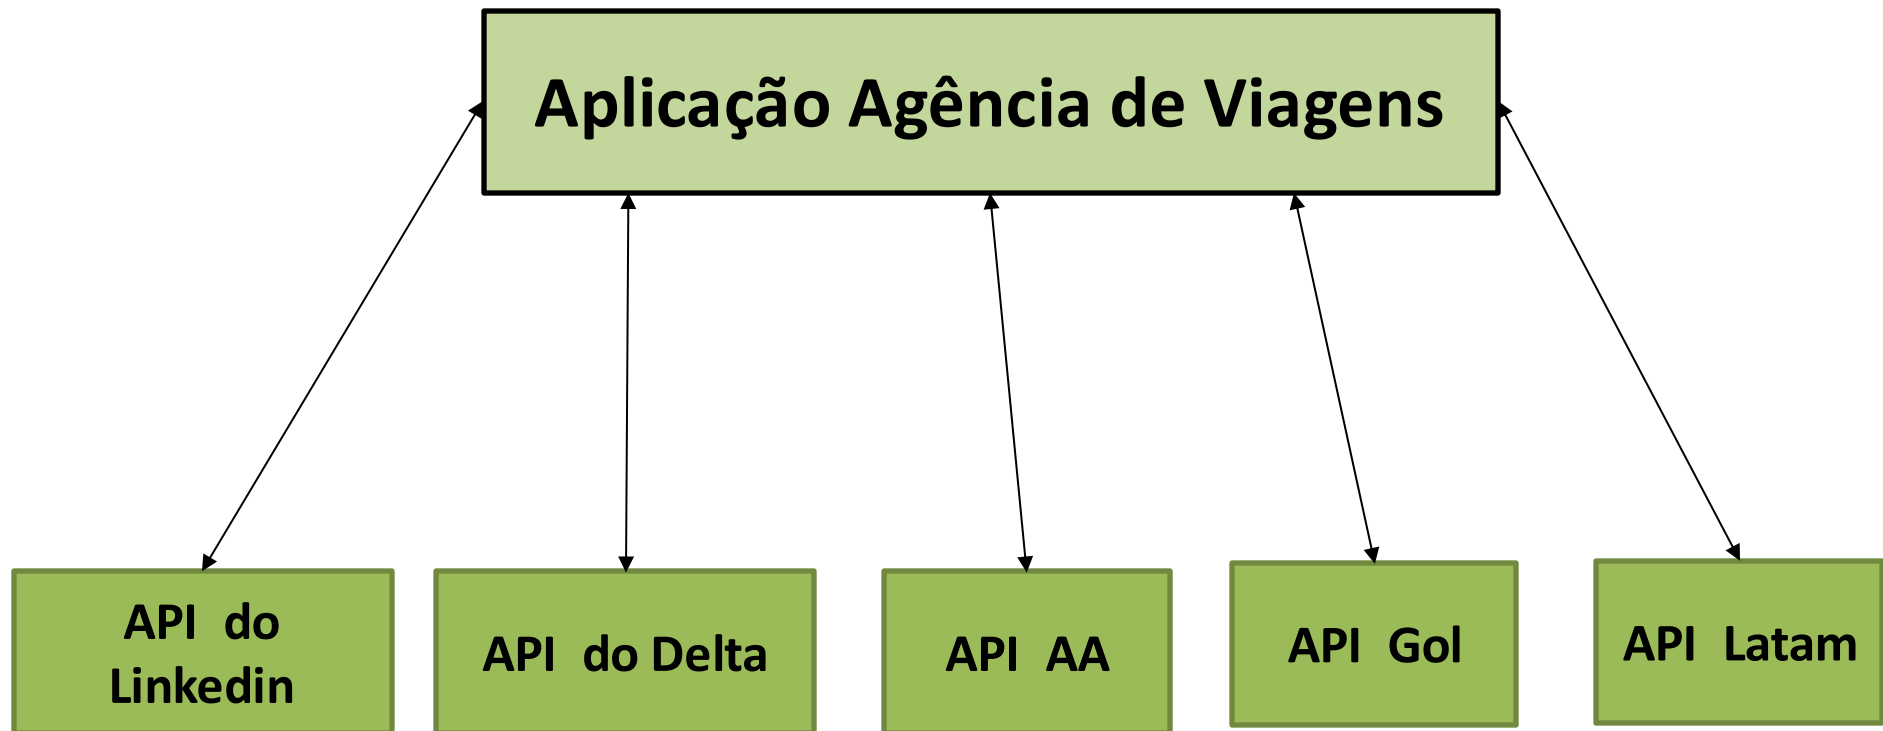 Aplicação Agência de Viagens
API do
Linkedin
API do Delta
API AA
API Gol
API Latam